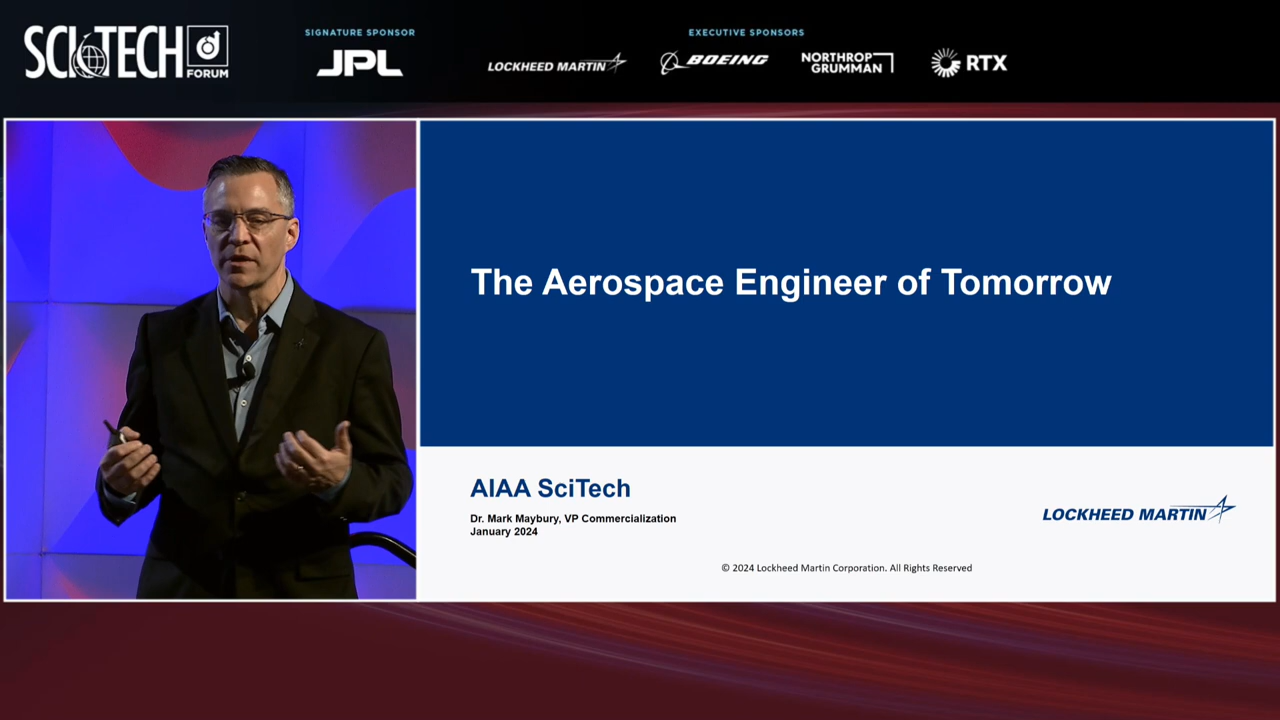 SCITECH
FORUM
SIGNATURE SPONSOR
JPL
EXECUTIVE SPONSORS
LOCKHEED MARTIN
BOEING
NORTHROP
GRUMMAN
RTX
The Aerospace Engineer of Tomorrow
AIAA SciTech
Dr. Mark Maybury, VP Commercialization
January 2024
LOCKHEED MARTIN
© 2024 Lockheed Martin Corporation. All Rights Reserved